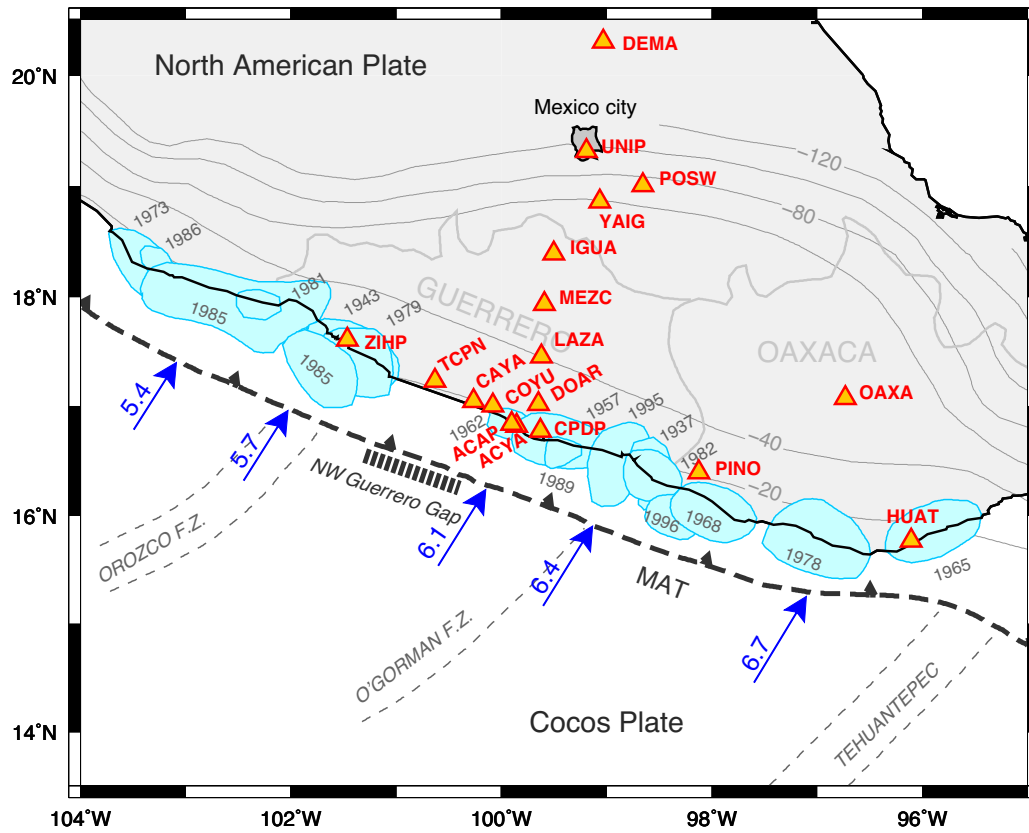 DEMA
20°N
North American Plate
Mexico city
UNIP
−120
POSW
−80
YAIG
1973
1986
IGUA
18°N
1981
1943
1979
GUERRERO
MEZC
1985
ZIHP
TCPN
LAZA
OAXACA
1985
CAYA
COYU
DOAR
OAXA
5.4
1962
1957
1995
5.7
ACAP
ACYA
CPDP
1937
−40
1982
PINO
−20
NW Guerrero Gap
1989
16°N
OROZCO F.Z.
6.1
1996
1968
HUAT
6.4
MAT
1978
1965
O'GORMAN F.Z.
6.7
Cocos Plate
TEHUANTEPEC
14°N
104°W
102°W
100°W
98°W
96°W